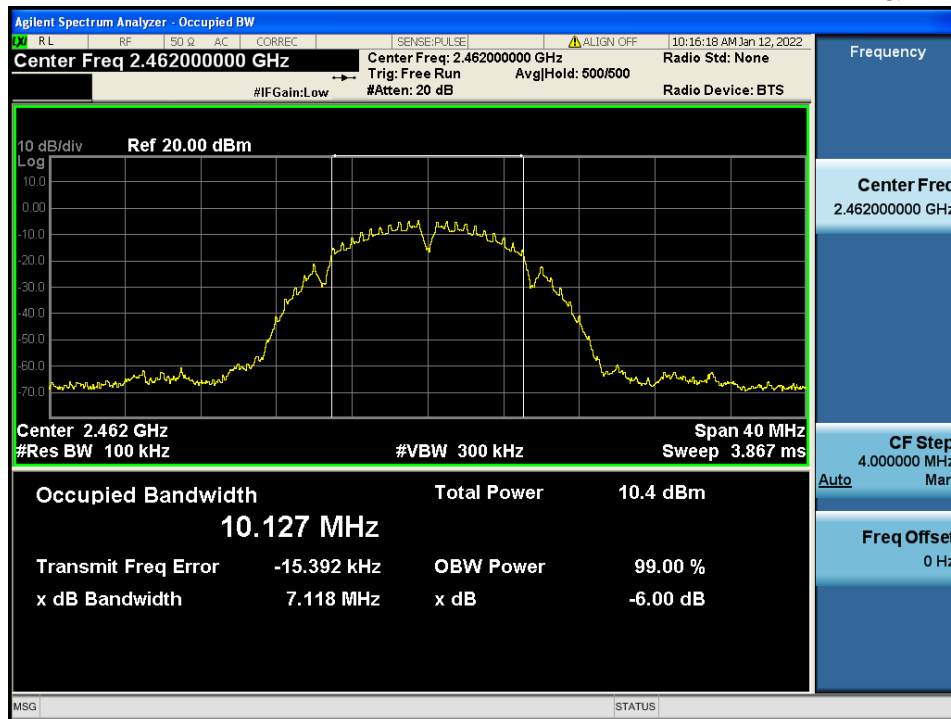 Agilent Spectrum Analyzer - Occupied BW
LXI RL RF 50 Ω AC CORREC SENSE:PULSE ALIGN OFF 10:16:18 AM Jan 12, 2022
Center Freq 2.462000000 GHz
Center Freq: 2.462000000 GHz Radio Std: None
Trig: Free Run Avg|Hold: 500/500
#IFGain:Low #Atten: 20 dB Radio Device: BTS
10 dB/div Ref 20.00 dBm
Log
10.0
0.00
-10.0
-20.0
-30.0
-40.0
-50.0
-60.0
-70.0
Center 2.462 GHz Span 40 MHz
#Res BW 100 kHz #VBW 300 kHz Sweep 3.867 ms
Occupied Bandwidth Total Power 10.4 dBm
10.127 MHz
Transmit Freq Error -15.392 kHz OBW Power 99.00 %
x dB Bandwidth 7.118 MHz x dB -6.00 dB
MSG STATUS
Frequency
Center Freq
2.462000000 GHz
CF Step
4.000000 MHz
Auto Man
Freq Offset
0 Hz